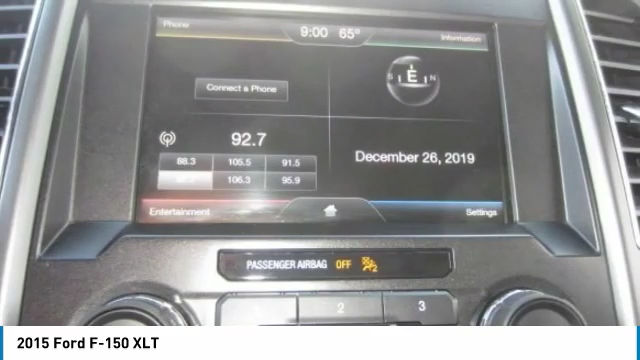 Phone
9:00 65°
Information
Connect a Phone
S I E I N
92.7
88.3 105.5 91.5
106.3 95.9
December 26, 2019
Entertainment
Settings
PASSENGER AIRBAG OFF
2
3
2015 Ford F-150 XLT